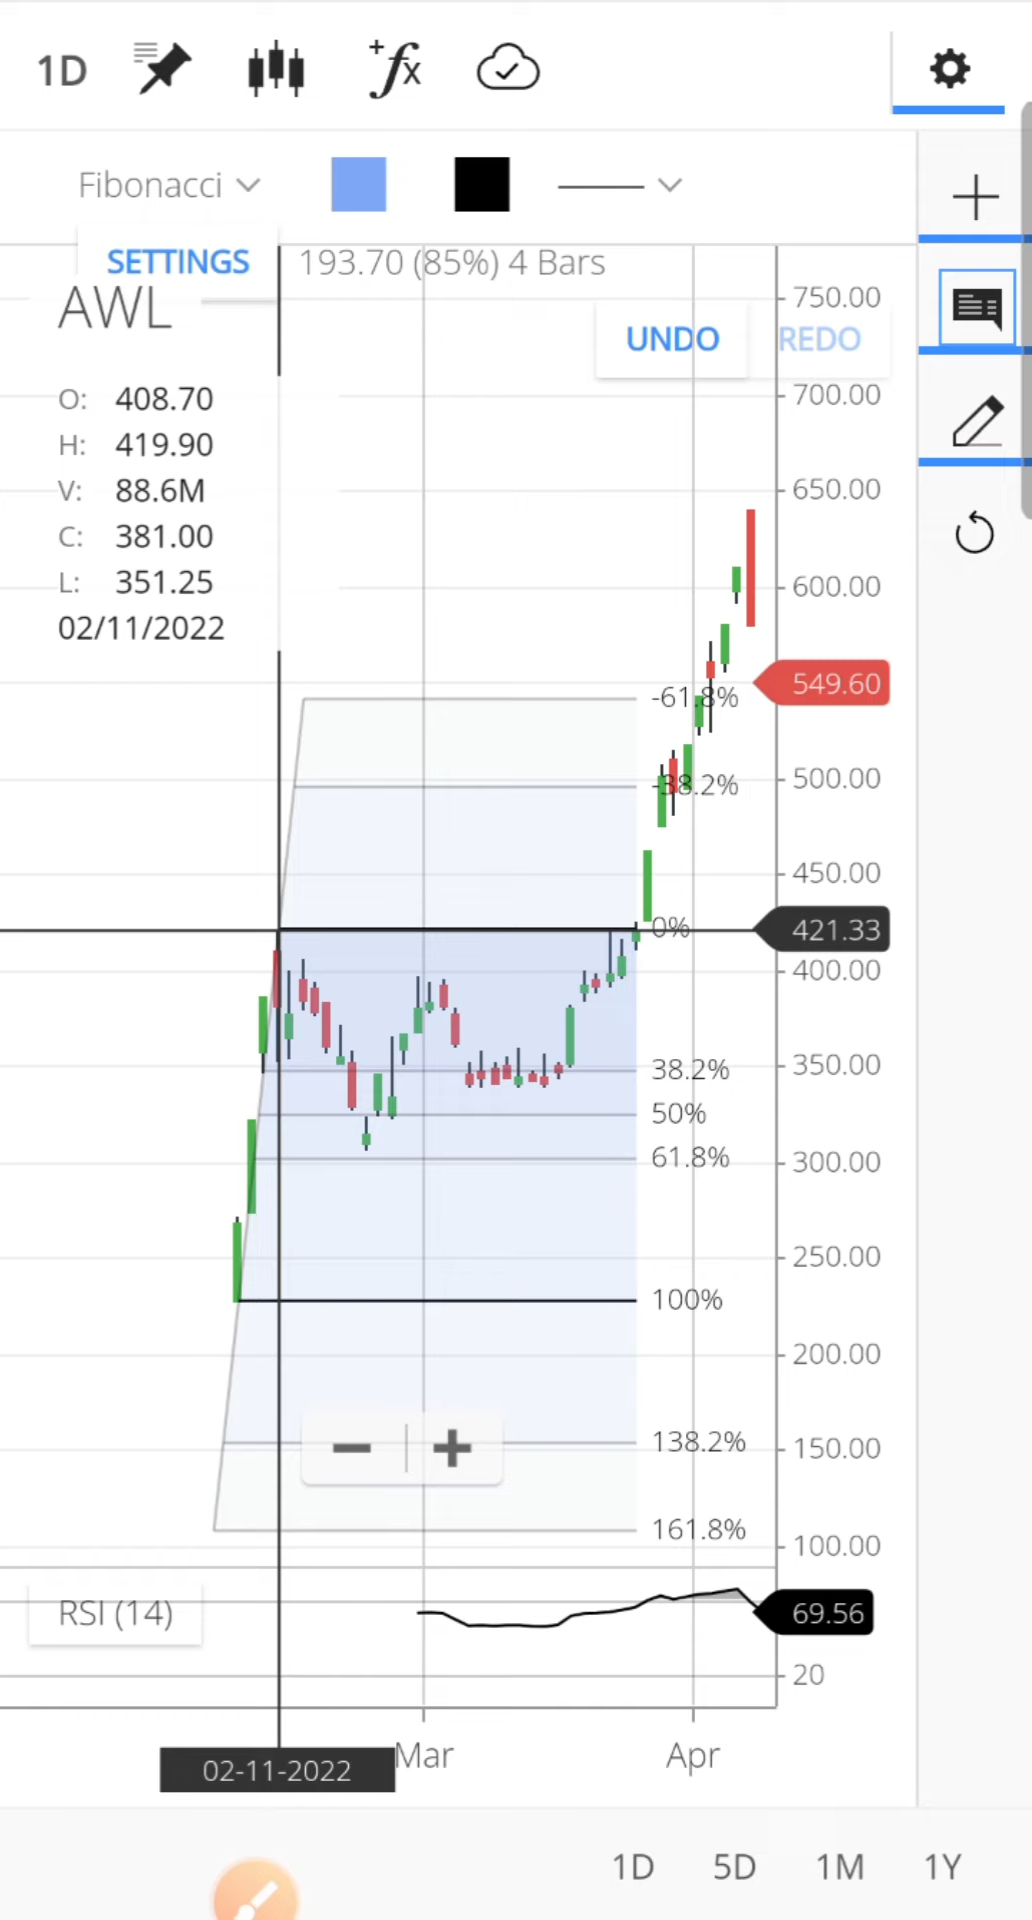 1D
+fx
Fibonacci
SETTINGS
193.70 (85%) 4 Bars
AWL
UNDO
REDO
O: 408.70
H: 419.90
V: 88.6M
C: 381.00
L: 351.25
02/11/2022
750.00
700.00
650.00
600.00
549.60
-61.8%
500.00
-38.2%
450.00
0%
421.33
400.00
350.00
38.2%
50%
300.00
61.8%
250.00
100%
200.00
150.00
138.2%
161.8%
100.00
RSI (14)
69.56
20
Mar
Apr
02-11-2022
1D 5D 1M 1Y